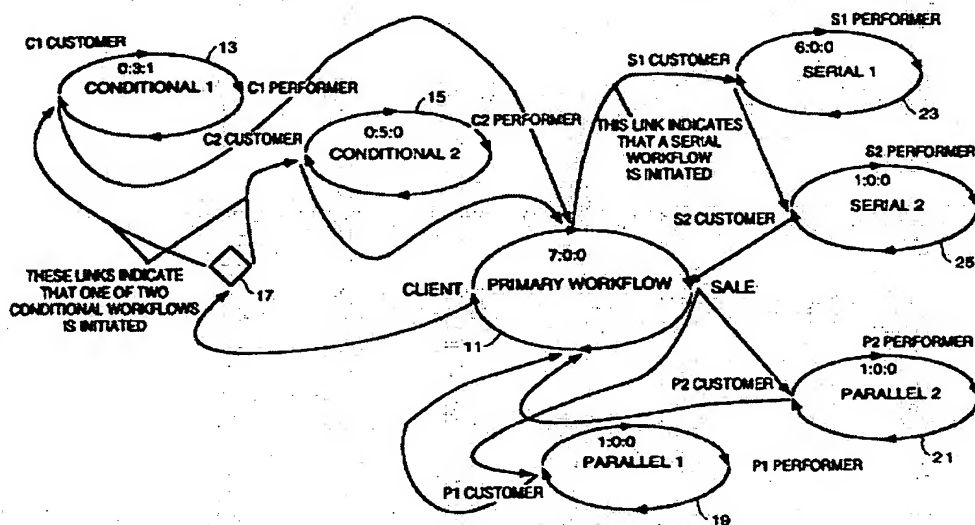 C1 CUSTOMER
13
0:3:1
CONDITIONAL 1
C1 PERFORMER
15
C2 CUSTOMER
0:5:0
CONDITIONAL 2
C2 PERFORMER
S1 PERFORMER
S1 CUSTOMER
6:0:0
SERIAL 1
23
THIS LINK INDICATES
THAT A SERIAL
WORKFLOW
IS INITIATED
S2 PERFORMER
1:0:0
SERIAL 2
S2 CUSTOMER
25
THESE LINKS INDICATE
THAT ONE OF TWO
CONDITIONAL WORKFLOWS
IS INITIATED
17
7:0:0
CLIENT
PRIMARY WORKFLOW
SALE
11
P2 PERFORMER
P2 CUSTOMER
1:0:0
PARALLEL 2
21
1:0:0
PARALLEL 1
P1 PERFORMER
P1 CUSTOMER
19